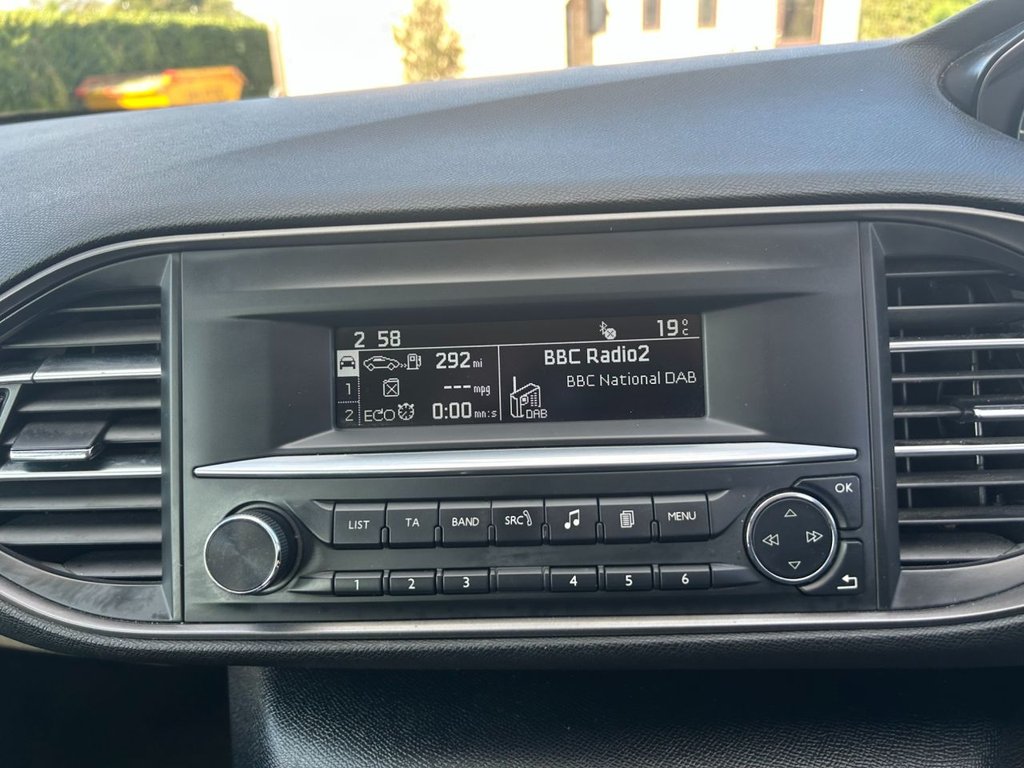 2 58 19°C
292 mi BBC Radio2
1 --- mpg BBC National DAB
2 ECO 0:00 mn:s DAB
LIST TA BAND SRC MENU OK
1 2 3 4 5 6